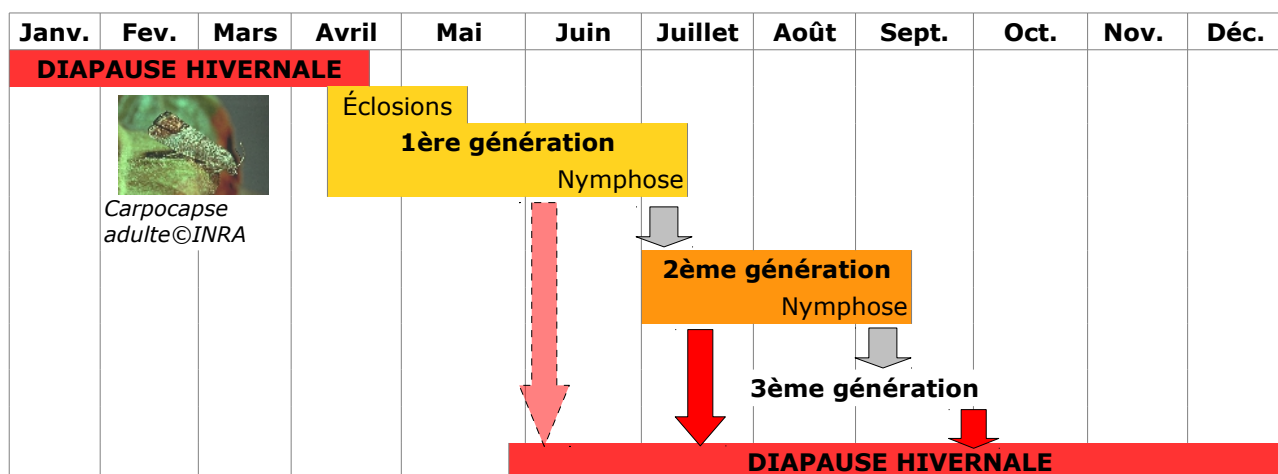 Janv. Fev. Mars Avril Mai Juin Juillet Août Sept. Oct. Nov. Déc.
DIAPAUSE HIVERNALE
Éclosions
1ère génération
Nymphose
Carpocapse
adulte©INRA
2ème génération
Nymphose
3ème génération
DIAPAUSE HIVERNALE